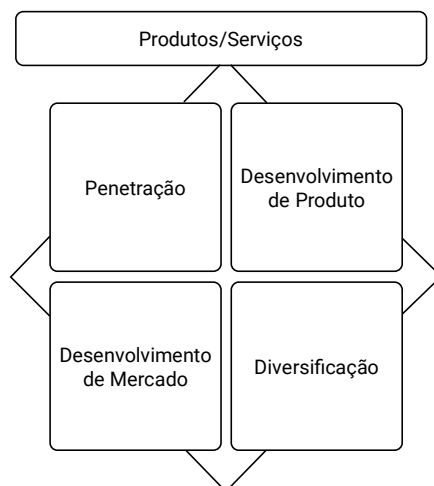 Produtos/Serviços
Penetração
Desenvolvimento
de Produto
Desenvolvimento
de Mercado
Diversificação